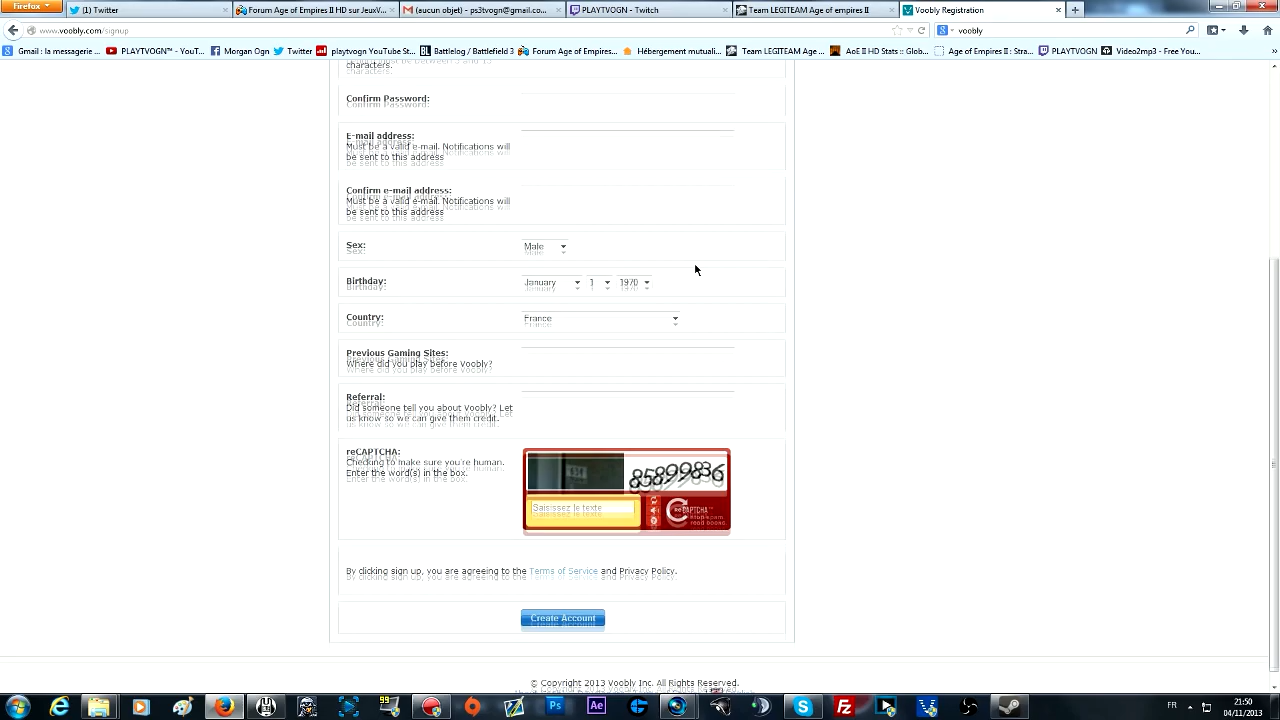 Firefox
(1) Twitter
Forum Age of Empires II HD sur JeuxV...
(aucun objet) - ps3tvogn@gmail.co...
PLAYTVOGN - Twitch
Team LEGITEAM Age of empires II
Voobly Registration
www.voobly.com/signup
voobly
Gmail : la messagerie ...
PLAYTVOGN™ - YouT...
Morgan Ogn
Twitter
playtvogn YouTube St...
Battlelog / Battlefield 3
Forum Age of Empires...
Hébergement mutuali...
Team LEGITEAM Age ...
AoE II HD Stats :: Glob...
Age of Empires II : Stra...
PLAYTVOGN
Video2mp3 - Free You...
characters.
Confirm Password:
E-mail address:
Must be a valid e-mail. Notifications will
be sent to this address
Confirm e-mail address:
Must be a valid e-mail. Notifications will
be sent to this address
Sex:
Male
Birthday:
January 1 1970
Country:
France
Previous Gaming Sites:
Where did you play before Voobly?
Referral:
Did someone tell you about Voobly? Let
us know so we can give them credit.
reCAPTCHA:
Checking to make sure you're human.
Enter the word(s) in the box.
85899836
Saisissez le texte
reCAPTCHA™
stop spam.
read books.
By clicking sign up, you are agreeing to the Terms of Service and Privacy Policy.
Create Account
© Copyright 2013 Voobly Inc. All Rights Reserved.
99
Ps
Ae
FR
21:50
04/11/2013